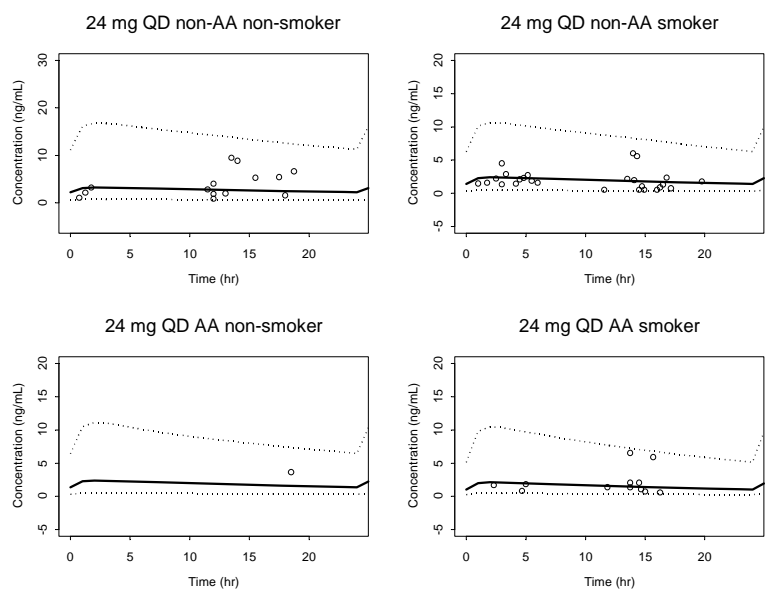 24 mg QD non-AA non-smoker
24 mg QD non-AA smoker
Concentration (ng/mL)
30
20
10
0
0 5 10 15 20
Time (hr)
Concentration (ng/mL)
20
15
10
5
0
-5
0 5 10 15 20
Time (hr)
24 mg QD AA non-smoker
24 mg QD AA smoker
Concentration (ng/mL)
20
15
10
5
0
-5
0 5 10 15 20
Time (hr)
Concentration (ng/mL)
20
15
10
5
0
-5
0 5 10 15 20
Time (hr)